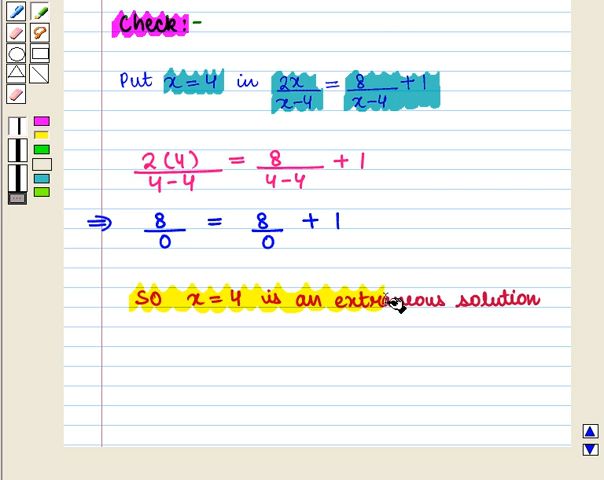 Check:-
Put x = 4 in 2x/x-4 = 8/x-4 + 1
2(4)/4-4 = 8/4-4 + 1
⇒ 8/0 = 8/0 + 1
So x = 4 is an extraneous solution